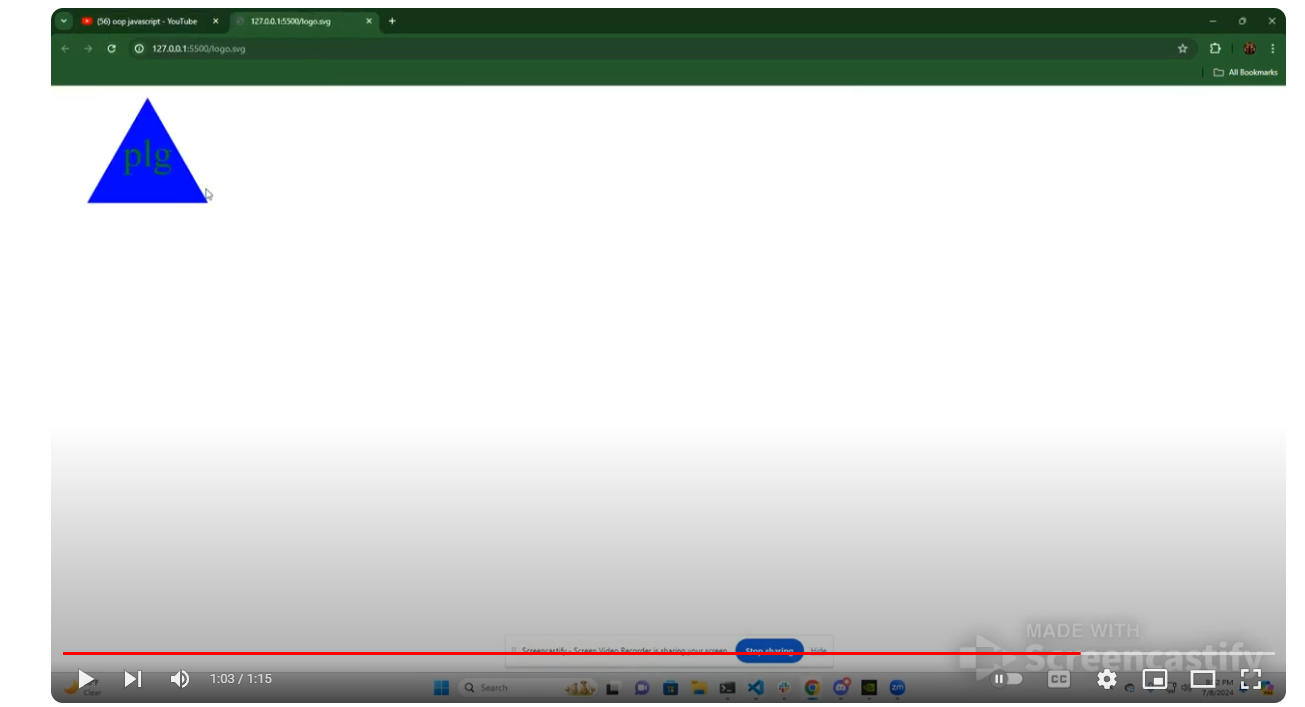 (56) oop javascript - YouTube
127.0.0.1:5500/logo.svg
127.0.0.1:5500/logo.svg
All Bookmarks
plg
MADE WITH
Screencastify
Screencastify - Screen Video Recorder is sharing your screen.
Stop sharing
Hide
1:03 / 1:15
CC
Clear
Search
zm
PM
7/8/2024